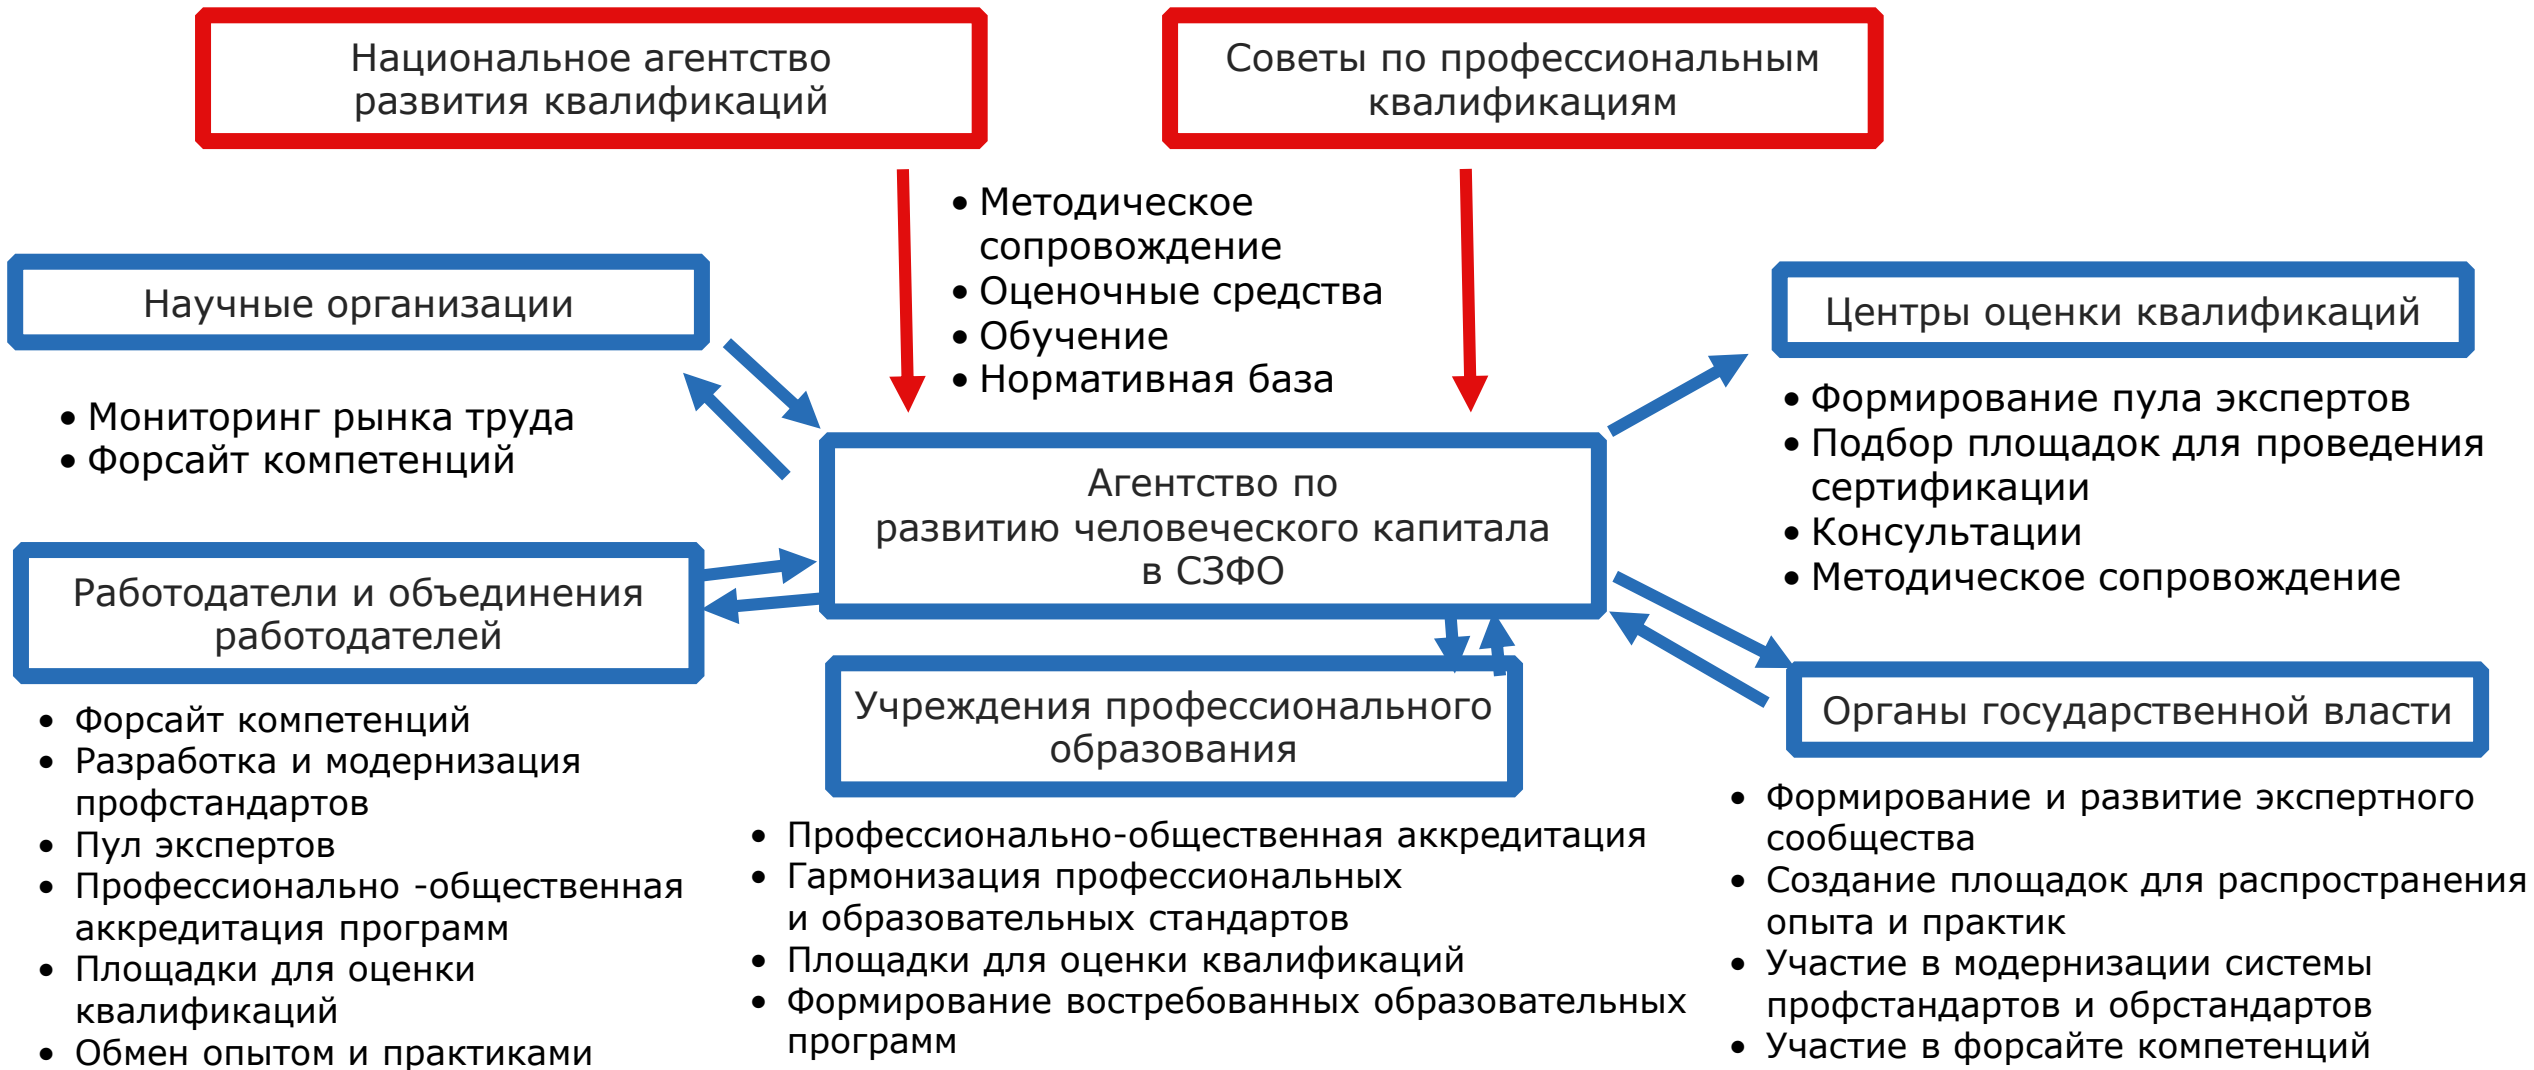 Национальное агентство
развития квалификаций
Советы по профессиональным
квалификациям
• Методическое
сопровождение
• Оценочные средства
• Обучение
• Нормативная база
Научные организации
• Мониторинг рынка труда
• Форсайт компетенций
Центры оценки квалификаций
• Формирование пула экспертов
• Подбор площадок для проведения
сертификации
• Консультации
• Методическое сопровождение
Агентство по
развитию человеческого капитала
в СЗФО
Работодатели и объединения
работодателей
• Форсайт компетенций
• Разработка и модернизация
профстандартов
• Пул экспертов
• Профессионально -общественная
аккредитация программ
• Площадки для оценки
квалификаций
• Обмен опытом и практиками
Учреждения профессионального
образования
• Профессионально-общественная аккредитация
• Гармонизация профессиональных
и образовательных стандартов
• Площадки для оценки квалификаций
• Формирование востребованных образовательных
программ
Органы государственной власти
• Формирование и развитие экспертного
сообщества
• Создание площадок для распространения
опыта и практик
• Участие в модернизации системы
профстандартов и обрстандартов
• Участие в форсайте компетенций